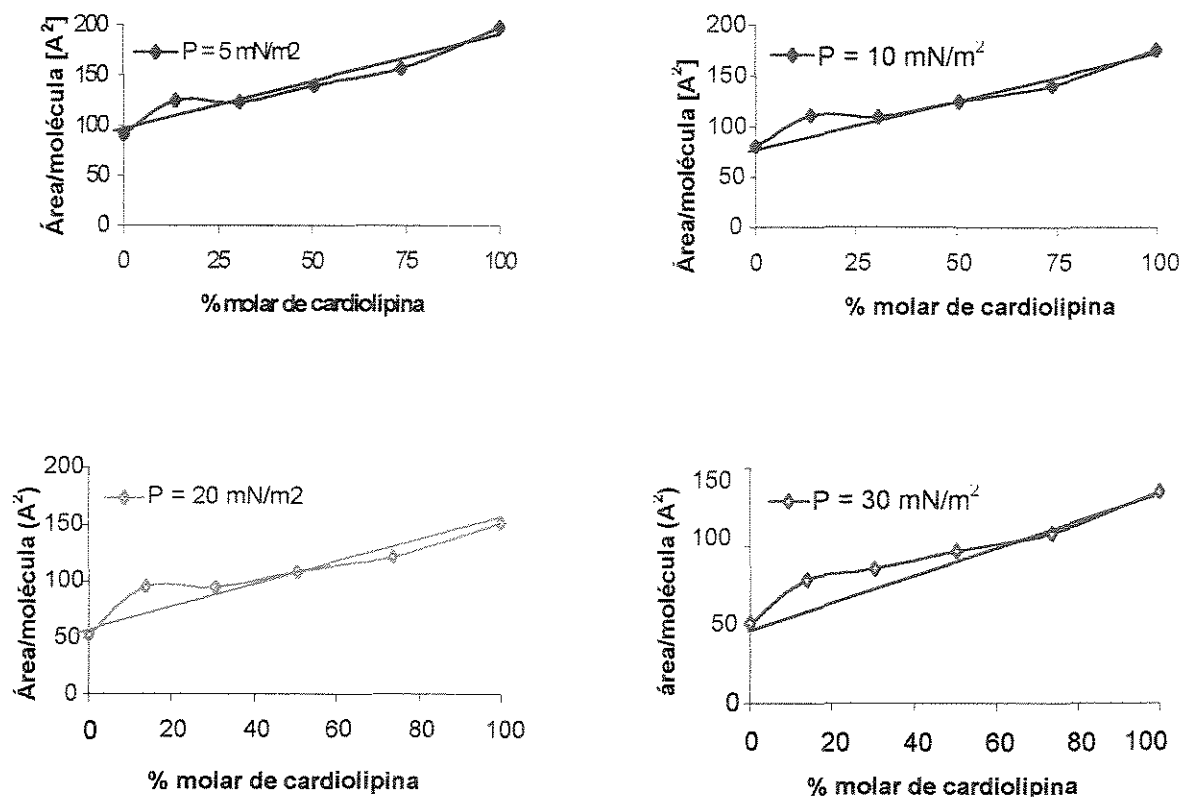 Área/molécula [A²]
200
150
100
50
0
P = 5 mN/m2
0 25 50 75 100
% molar de cardiolipina
Área/molécula [A²]
200
150
100
50
0
P = 10 mN/m²
0 25 50 75 100
% molar de cardiolipina
Área/molécula (A²)
200
150
100
50
0
P = 20 mN/m2
0 20 40 60 80 100
% molar de cardiolipina
área/molécula (A²)
150
100
50
0
P = 30 mN/m²
0 20 40 60 80 100
% molar de cardiolipina